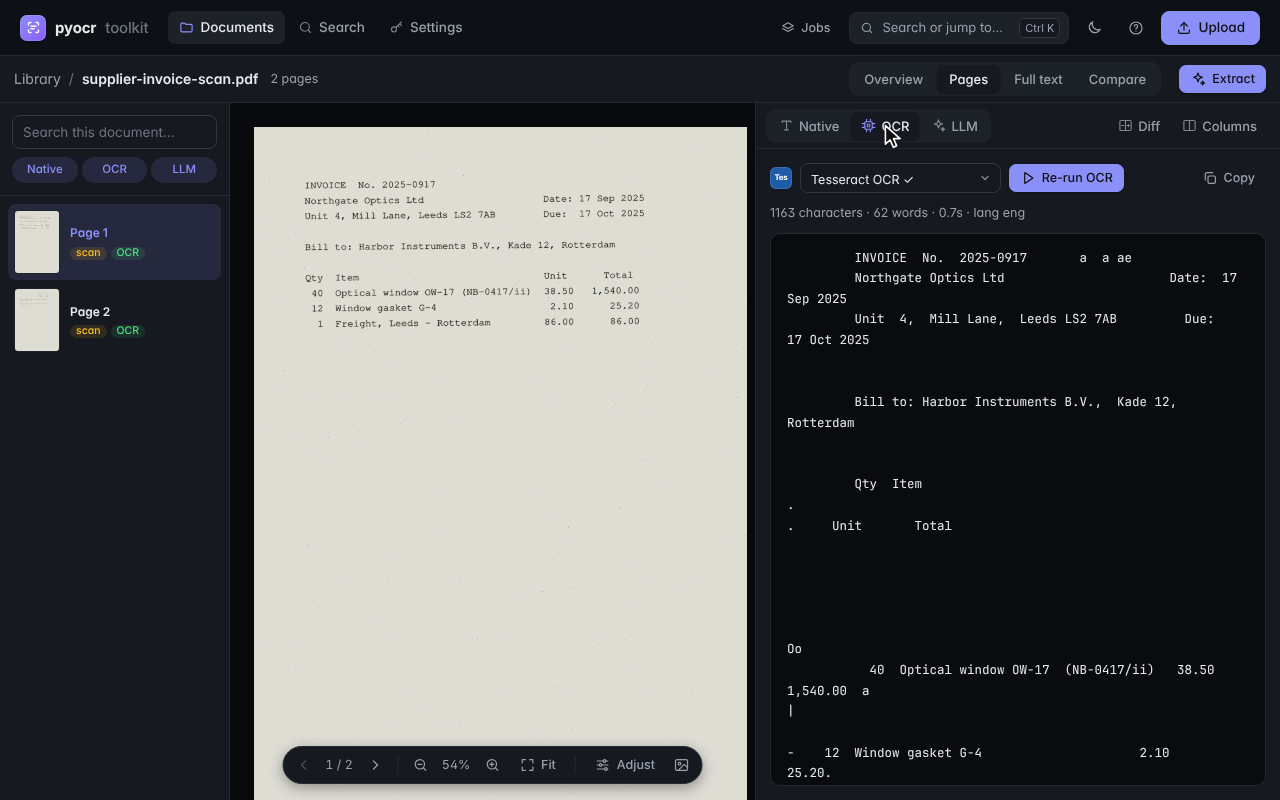 pyocr toolkit Documents Search Settings Jobs Search or jump to... Ctrl K Upload
Library / supplier-invoice-scan.pdf 2 pages Overview Pages Full text Compare Extract
Search this document...
Native OCR LLM
Page 1
scan OCR
Page 2
scan OCR
INVOICE No. 2025-0917
Northgate Optics Ltd Date: 17 Sep 2025
Unit 4, Mill Lane, Leeds LS2 7AB Due: 17 Oct 2025
Bill to: Harbor Instruments B.V., Kade 12, Rotterdam
Qty Item Unit Total
40 Optical window OW-17 (NB-0417/ii) 38.50 1,540.00
12 Window gasket G-4 2.10 25.20
1 Freight, Leeds - Rotterdam 86.00 86.00
1 / 2 54% Fit Adjust
Native OCR LLM Diff Columns
Tes Tesseract OCR ✓ Re-run OCR Copy
1163 characters · 62 words · 0.7s · lang eng
INVOICE No. 2025-0917 a a ae
Northgate Optics Ltd Date: 17
Sep 2025
Unit 4, Mill Lane, Leeds LS2 7AB Due:
17 Oct 2025
Bill to: Harbor Instruments B.V., Kade 12,
Rotterdam
Qty Item
.
. Unit Total
Oo
40 Optical window OW-17 (NB-0417/ii) 38.50
1,540.00 a
|
- 12 Window gasket G-4 2.10
25.20.